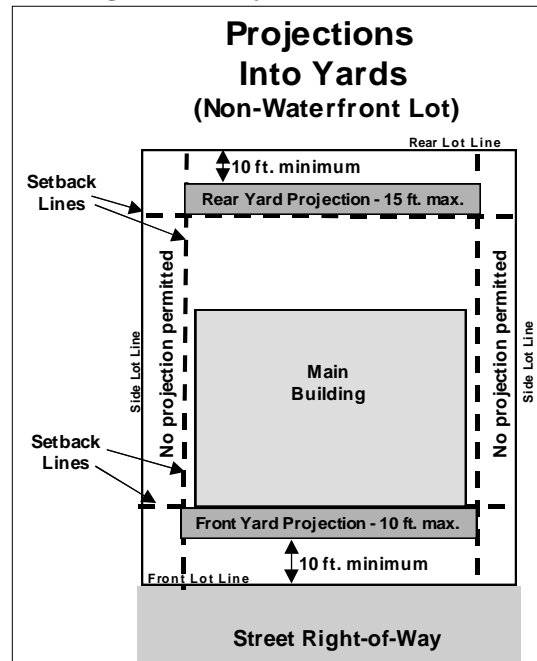 Projections
Into Yards
(Non-Waterfront Lot)
Rear Lot Line
10 ft. minimum
Setback
Lines
Rear Yard Projection - 15 ft. max.
Side Lot Line
No projection permitted
Main
Building
No projection permitted
Side Lot Line
Setback
Lines
Front Yard Projection - 10 ft. max.
10 ft. minimum
Front Lot Line
Street Right-of-Way